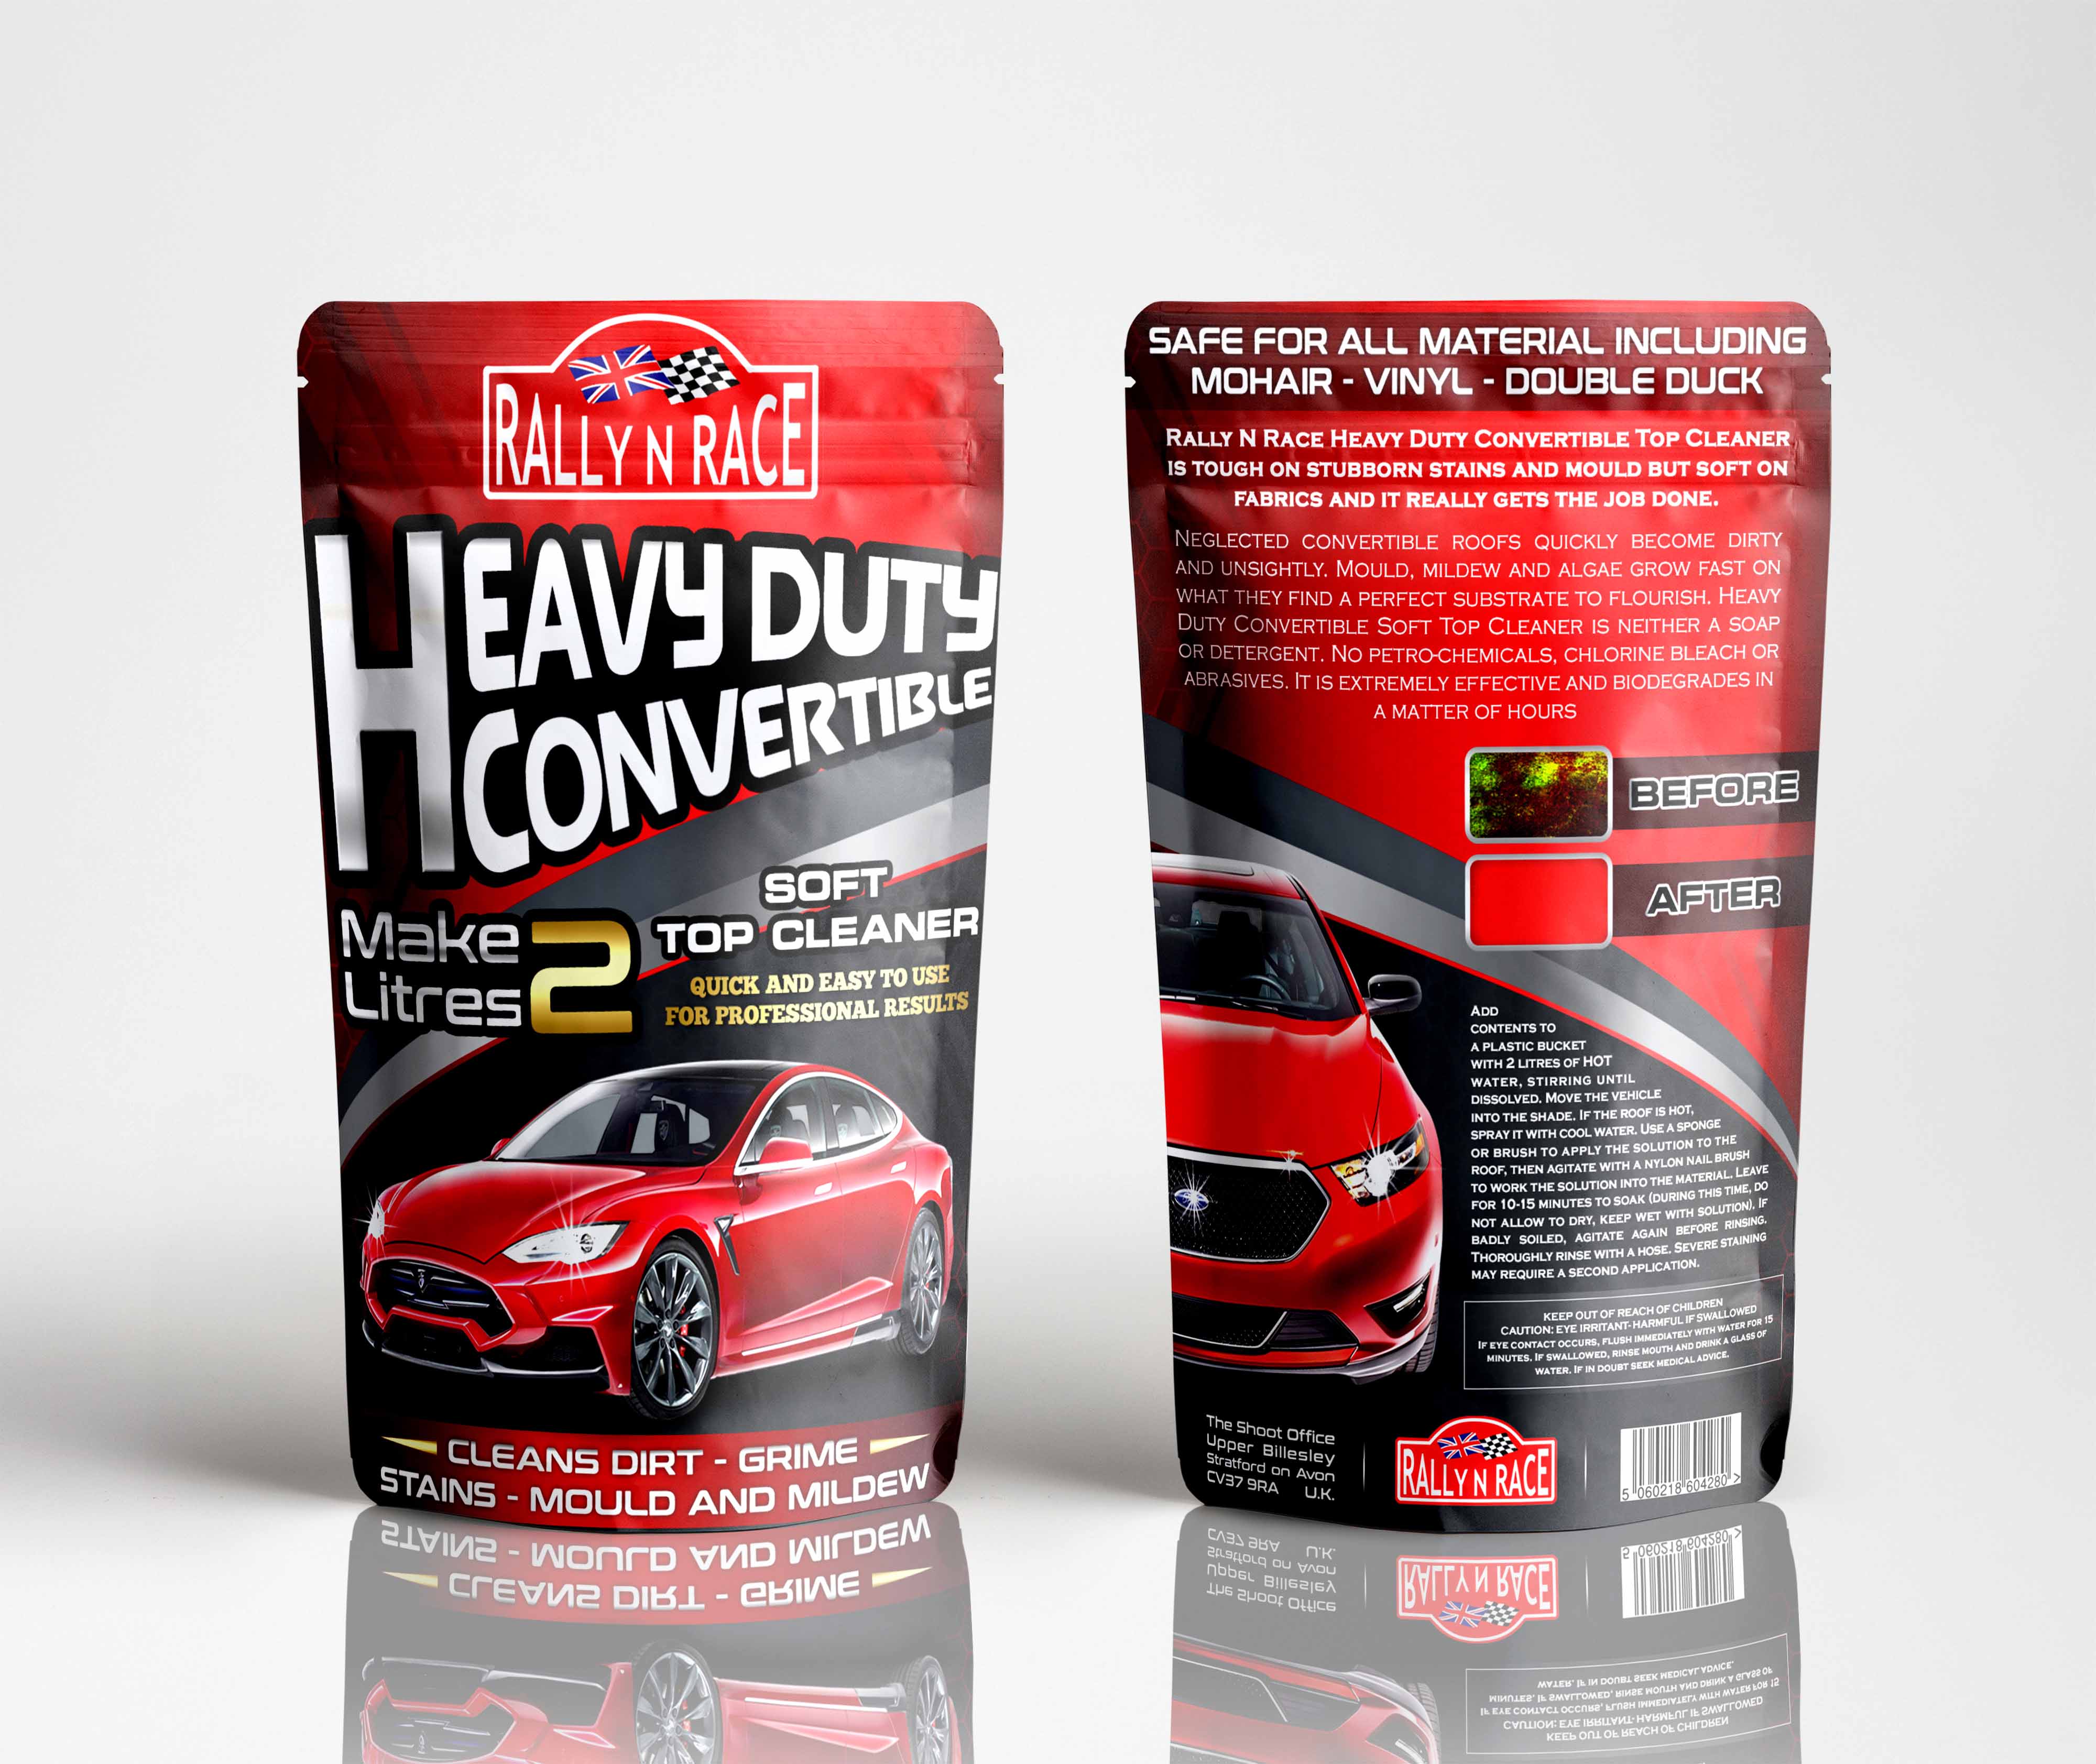 RALLY N RACE
HEAVY DUTY
CONVERTIBLE
SOFT
TOP CLEANER
Make
Litres 2
QUICK AND EASY TO USE
FOR PROFESSIONAL RESULTS
CLEANS DIRT - GRIME
STAINS - MOULD AND MILDEW
SAFE FOR ALL MATERIAL INCLUDING
MOHAIR - VINYL - DOUBLE DUCK
RALLY N RACE HEAVY DUTY CONVERTIBLE TOP CLEANER
IS TOUGH ON STUBBORN STAINS AND MOULD BUT SOFT ON
FABRICS AND IT REALLY GETS THE JOB DONE.
NEGLECTED CONVERTIBLE ROOFS QUICKLY BECOME DIRTY
AND UNSIGHTLY. MOULD, MILDEW AND ALGAE GROW FAST ON
WHAT THEY FIND A PERFECT SUBSTRATE TO FLOURISH. HEAVY
DUTY CONVERTIBLE SOFT TOP CLEANER IS NEITHER A SOAP
OR DETERGENT. NO PETRO-CHEMICALS, CHLORINE BLEACH OR
ABRASIVES. IT IS EXTREMELY EFFECTIVE AND BIODEGRADES IN
A MATTER OF HOURS
BEFORE
AFTER
ADD
CONTENTS TO
A PLASTIC BUCKET
WITH 2 LITRES OF HOT
WATER, STIRRING UNTIL
DISSOLVED. MOVE THE VEHICLE
INTO THE SHADE. IF THE ROOF IS HOT,
SPRAY IT WITH COOL WATER. USE A SPONGE
OR BRUSH TO APPLY THE SOLUTION TO THE
ROOF, THEN AGITATE WITH A NYLON NAIL BRUSH
TO WORK THE SOLUTION INTO THE MATERIAL. LEAVE
FOR 10-15 MINUTES TO SOAK (DURING THIS TIME, DO
NOT ALLOW TO DRY, KEEP WET WITH SOLUTION). IF
BADLY SOILED, AGITATE AGAIN BEFORE RINSING.
THOROUGHLY RINSE WITH A HOSE. SEVERE STAINING
MAY REQUIRE A SECOND APPLICATION.
KEEP OUT OF REACH OF CHILDREN
CAUTION: EYE IRRITANT- HARMFUL IF SWALLOWED
IF EYE CONTACT OCCURS, FLUSH IMMEDIATELY WITH WATER FOR 15
MINUTES. IF SWALLOWED, RINSE MOUTH AND DRINK A GLASS OF
WATER. IF IN DOUBT SEEK MEDICAL ADVICE.
The Shoot Office
Upper Billesley
Stratford on Avon
CV37 9RA U.K.
RALLY N RACE
5 060218 604280 >